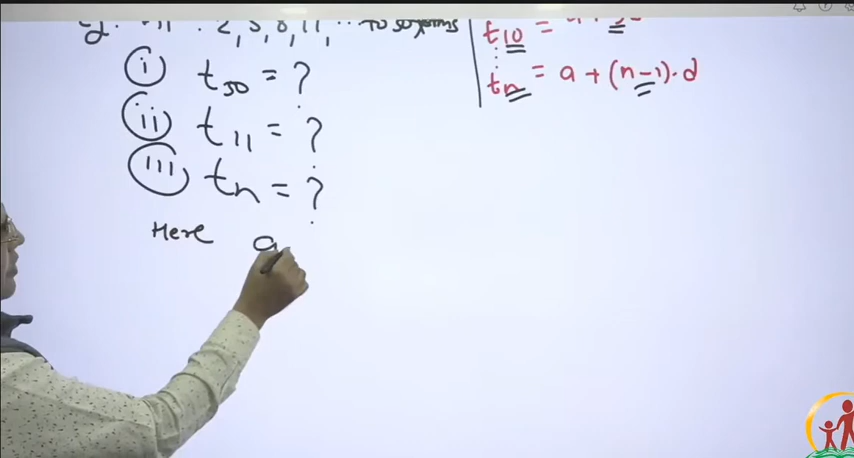 2, 5, 8, 11, ... to 50 terms
i t₅₀ = ?
ii t₁₁ = ?
iii tₙ = ?
Here a
t₁₀ =
tₙ = a + (n-1).d